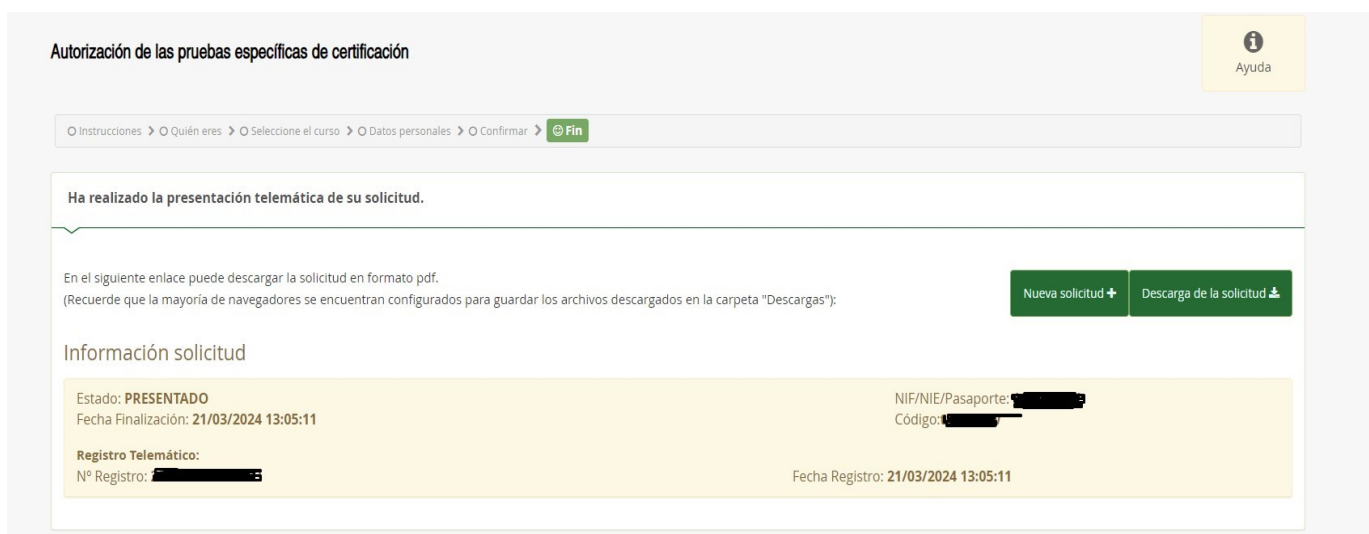 Autorización de las pruebas específicas de certificación
Ayuda
Instrucciones > Quién eres > Seleccione el curso > Datos personales > Confirmar > Fin
Ha realizado la presentación telemática de su solicitud.
En el siguiente enlace puede descargar la solicitud en formato pdf.
(Recuerde que la mayoría de navegadores se encuentran configurados para guardar los archivos descargados en la carpeta "Descargas"):
Nueva solicitud +
Descarga de la solicitud
Información solicitud
Estado: PRESENTADO
NIF/NIE/Pasaporte:
Fecha Finalización: 21/03/2024 13:05:11
Código:
Registro Telemático:
Nº Registro:
Fecha Registro: 21/03/2024 13:05:11